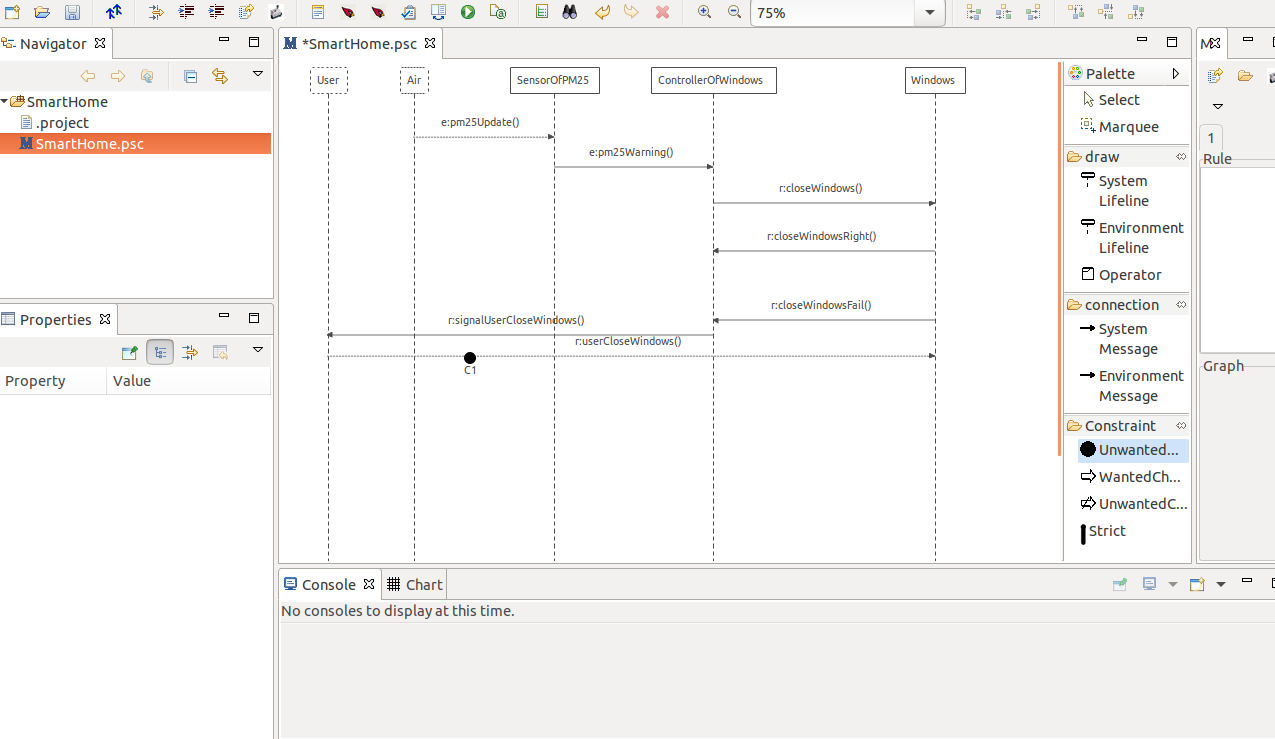 75%
Navigator
SmartHome
.project
SmartHome.psc
Properties
Property Value
*SmartHome.psc
User
Air
SensorOfPM25
ControllerOfWindows
Windows
e:pm25Update()
e:pm25Warning()
r:closeWindows()
r:closeWindowsRight()
r:closeWindowsFail()
r:signalUserCloseWindows()
r:userCloseWindows()
C1
Palette
Select
Marquee
draw
System
Lifeline
Environment
Lifeline
Operator
connection
System
Message
Environment
Message
Constraint
Unwanted...
WantedCh...
UnwantedC...
Strict
M
1
Rule
Graph
Console
Chart
No consoles to display at this time.